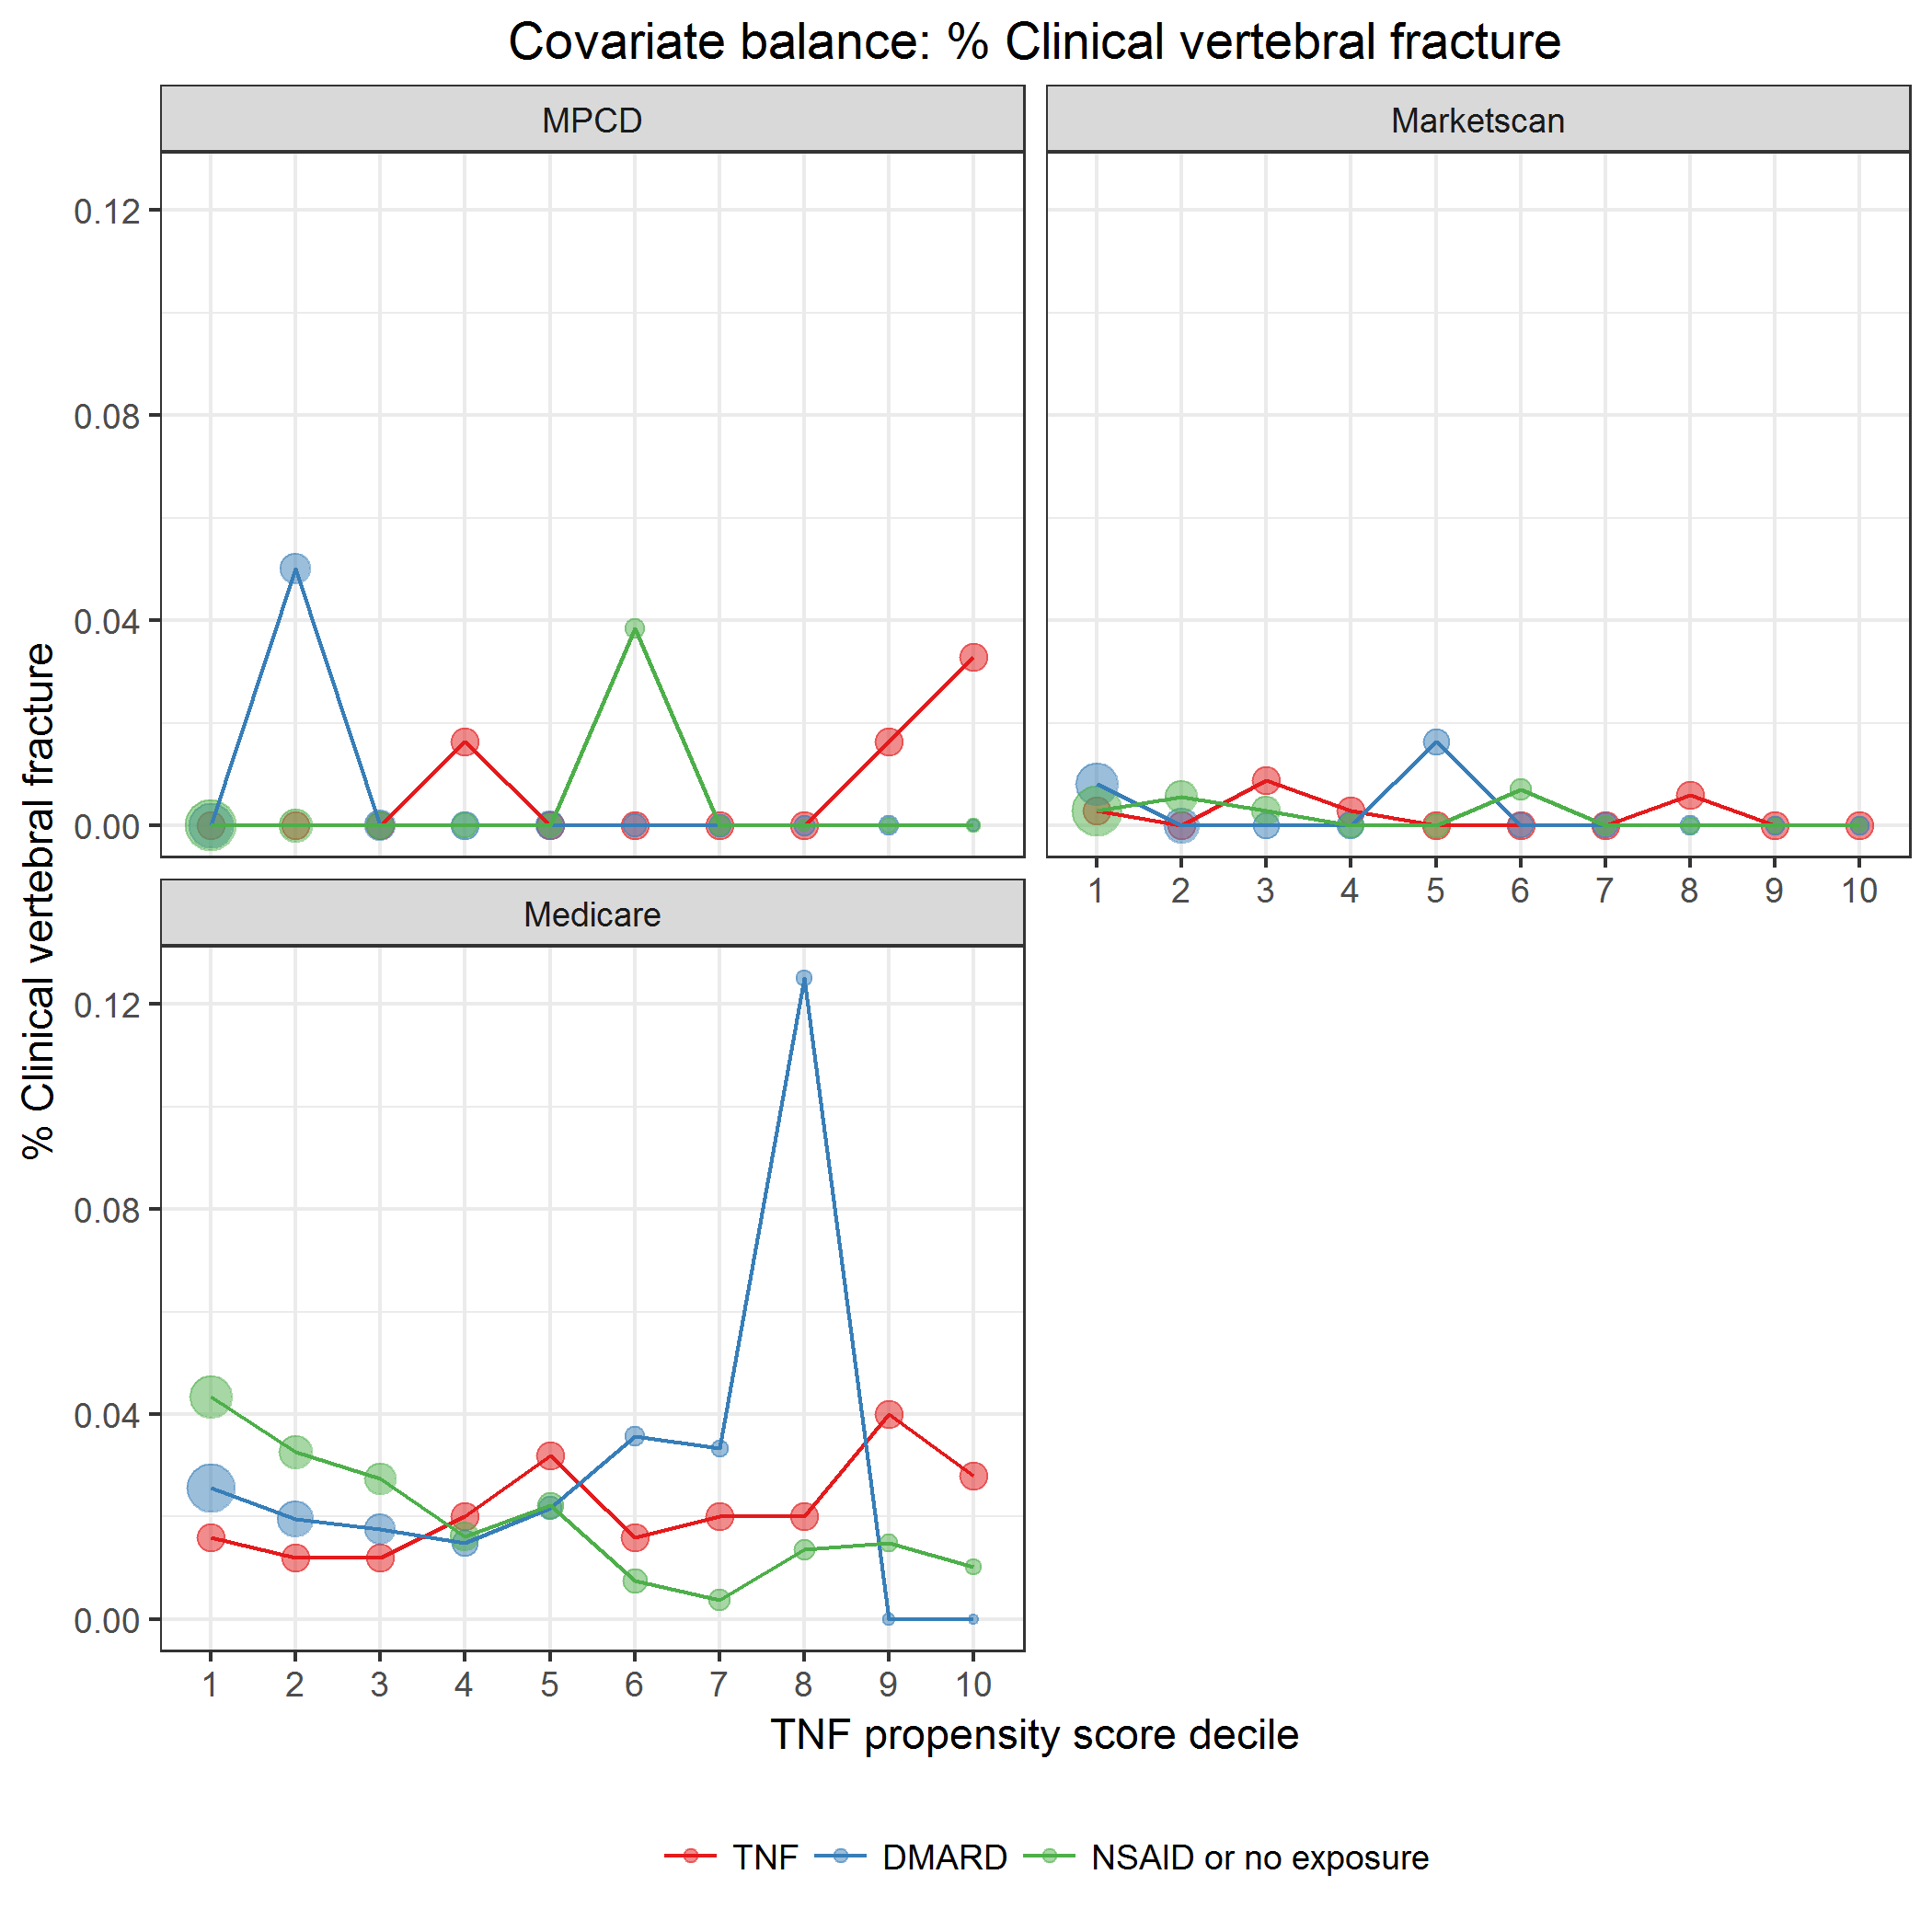 Covariate balance: % Clinical vertebral fracture
MPCD
Marketscan
0.12
0.08
0.04
0.00
1 2 3 4 5 6 7 8 9 10
Medicare
0.12
0.08
0.04
0.00
1 2 3 4 5 6 7 8 9 10
% Clinical vertebral fracture
TNF propensity score decile
TNF DMARD NSAID or no exposure